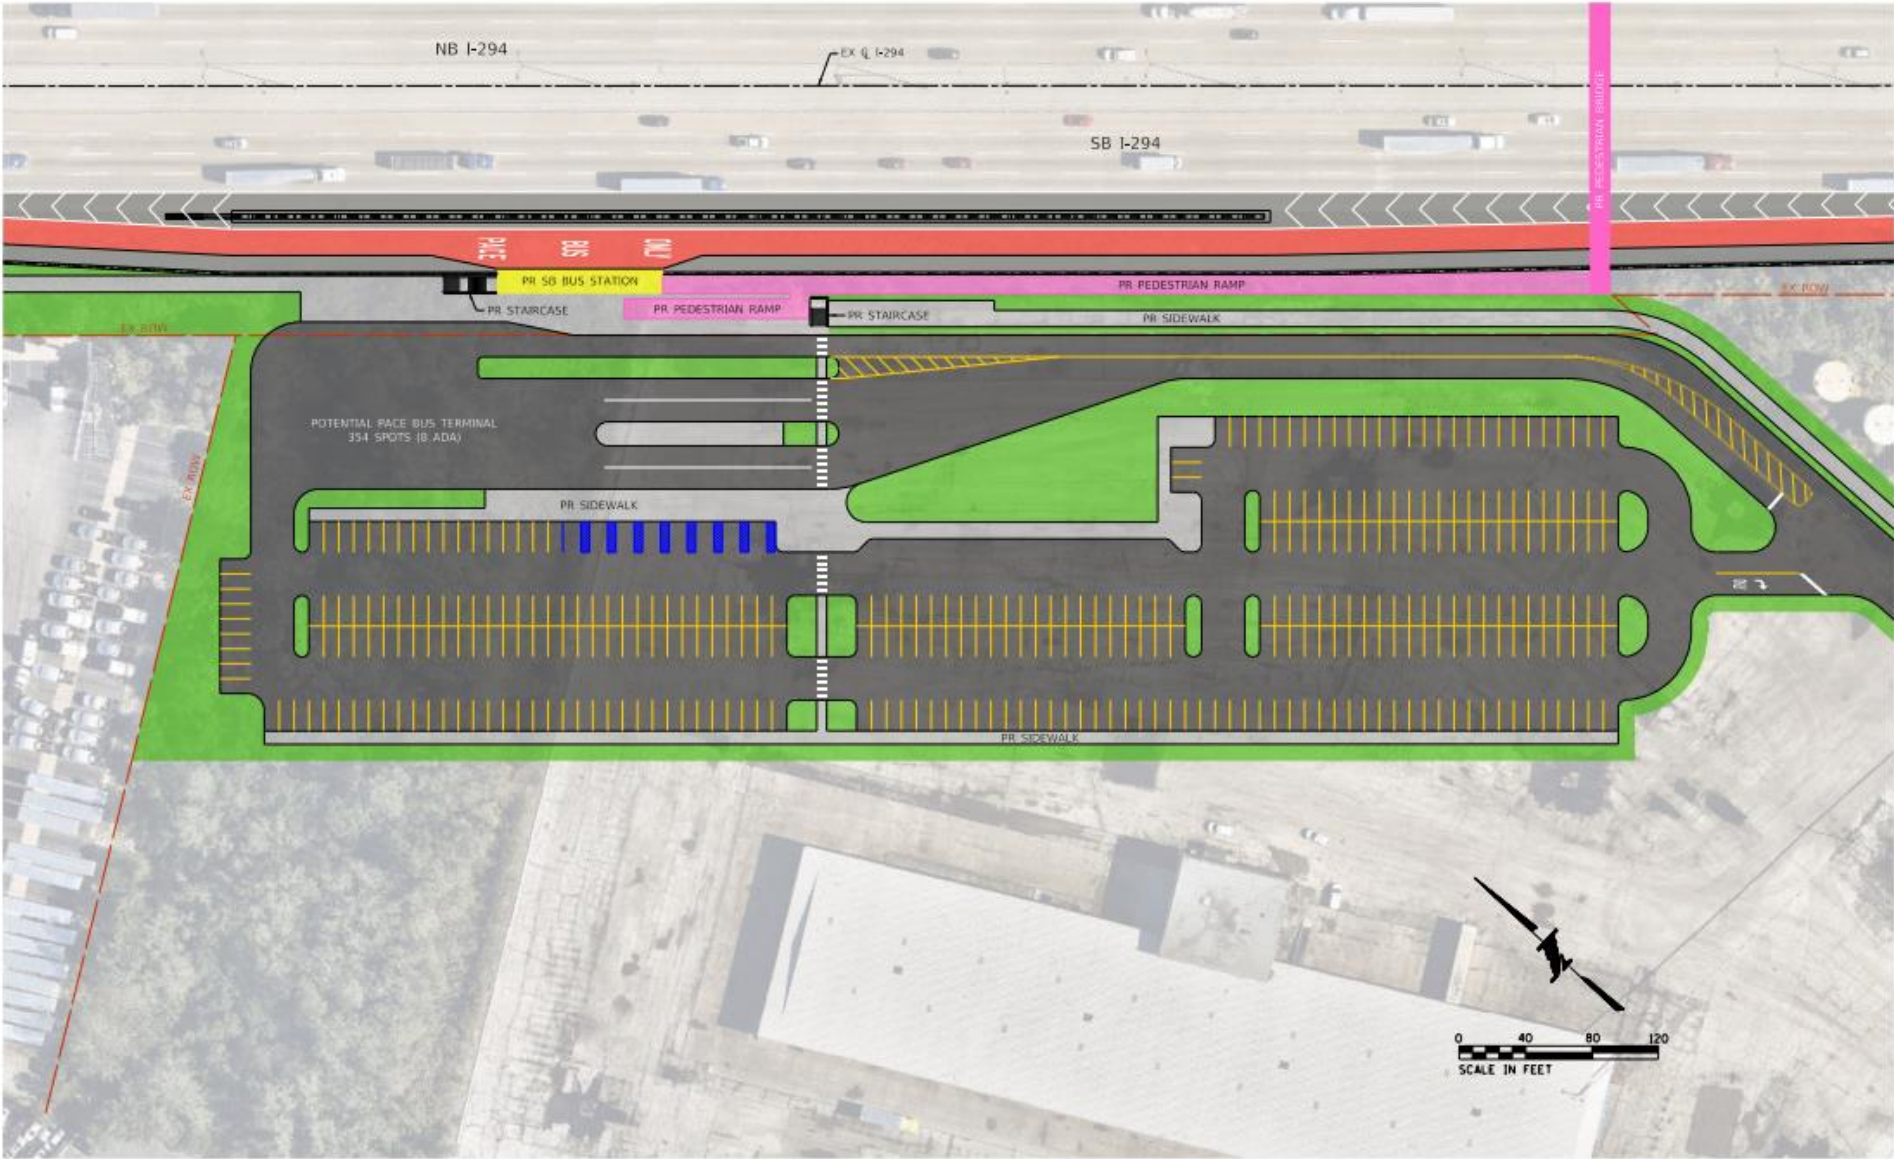 NB I-294
EX ℄ I-294
SB I-294
PR PEDESTRIAN BRIDGE
PACE
BUS
ONLY
PR SB BUS STATION
PR PEDESTRIAN RAMP
EX ROW
PR STAIRCASE
PR PEDESTRIAN RAMP
PR STAIRCASE
PR SIDEWALK
EX ROW
POTENTIAL PACE BUS TERMINAL
354 SPOTS (8 ADA)
EX ROW
PR SIDEWALK
PR SIDEWALK
0 40 80 120
SCALE IN FEET